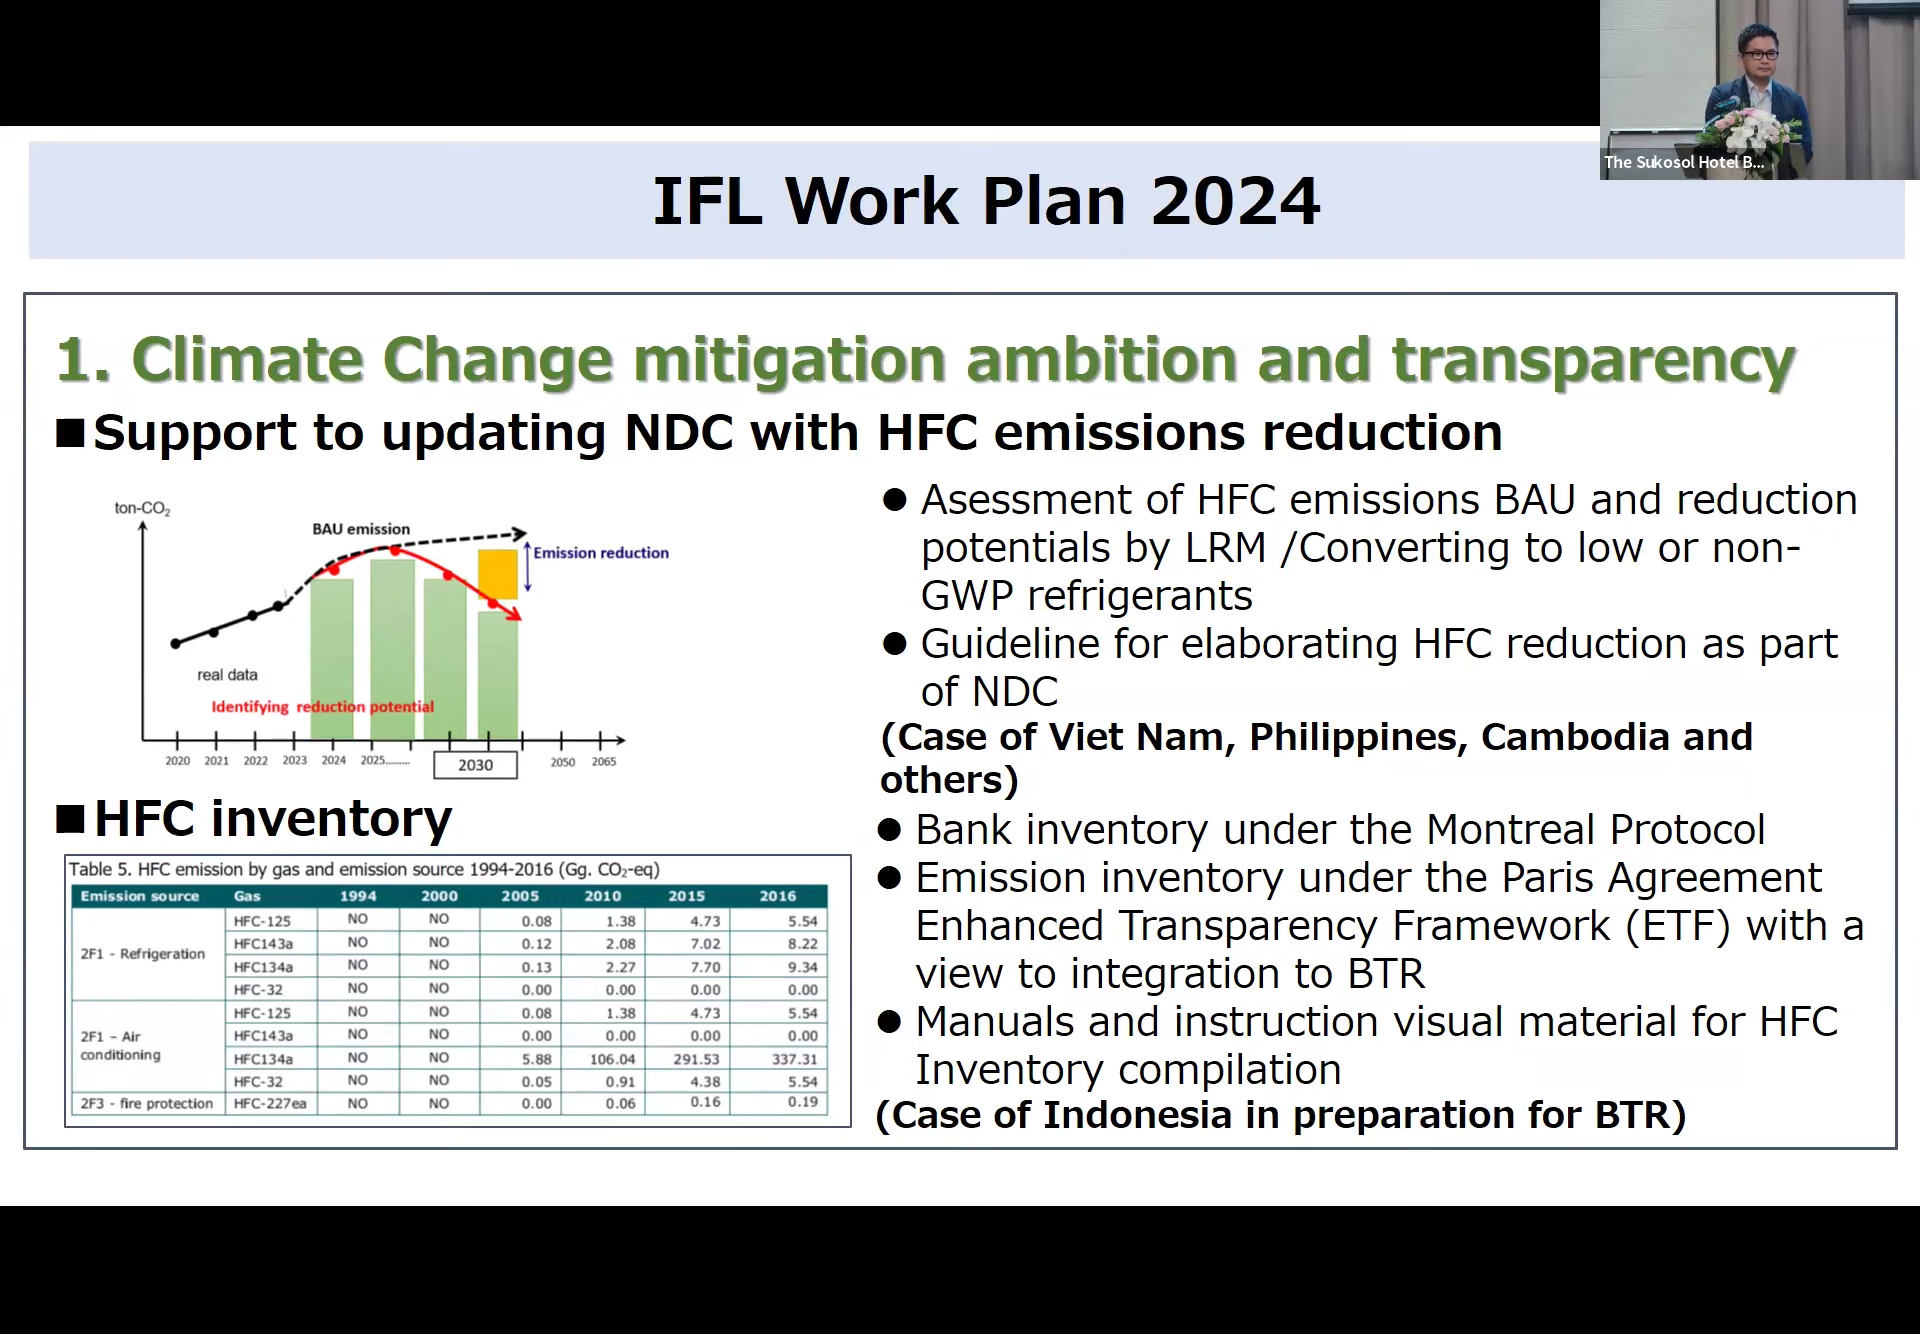 The Sukosol Hotel B...
IFL Work Plan 2024
1. Climate Change mitigation ambition and transparency
■Support to updating NDC with HFC emissions reduction
ton-CO₂
BAU emission
Emission reduction
real data
Identifying reduction potential
2020 2021 2022 2023 2024 2025......... 2030 2050 2065
● Asessment of HFC emissions BAU and reduction
potentials by LRM /Converting to low or non-
GWP refrigerants
● Guideline for elaborating HFC reduction as part
of NDC
(Case of Viet Nam, Philippines, Cambodia and
others)
■HFC inventory
Table 5. HFC emission by gas and emission source 1994-2016 (Gg. CO₂-eq)
Emission source Gas 1994 2000 2005 2010 2015 2016
2F1 - Refrigeration
HFC-125 NO NO 0.08 1.38 4.73 5.54
HFC143a NO NO 0.12 2.08 7.02 8.22
HFC134a NO NO 0.13 2.27 7.70 9.34
HFC-32 NO NO 0.00 0.00 0.00 0.00
2F1 – Air
conditioning
HFC-125 NO NO 0.08 1.38 4.73 5.54
HFC143a NO NO 0.00 0.00 0.00 0.00
HFC134a NO NO 5.88 106.04 291.53 337.31
HFC-32 NO NO 0.05 0.91 4.38 5.54
2F3 - fire protection HFC-227ea NO NO 0.00 0.06 0.16 0.19
● Bank inventory under the Montreal Protocol
● Emission inventory under the Paris Agreement
Enhanced Transparency Framework (ETF) with a
view to integration to BTR
● Manuals and instruction visual material for HFC
Inventory compilation
(Case of Indonesia in preparation for BTR)